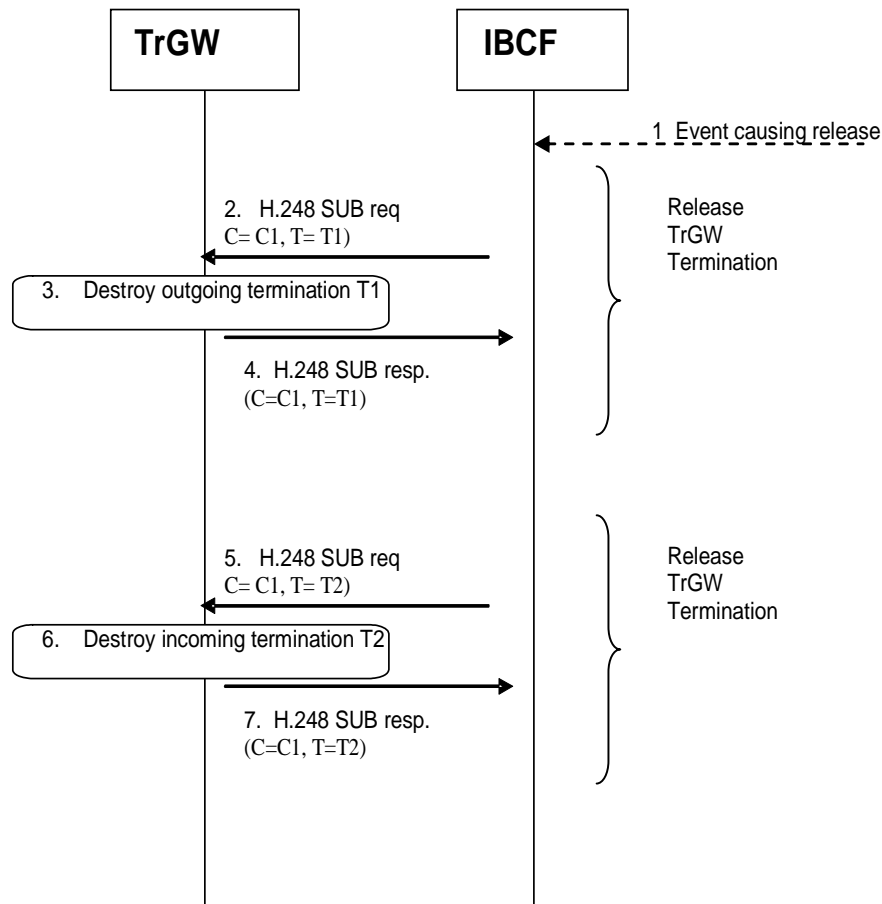 TrGW
IBCF
1 Event causing release
2. H.248 SUB req
C= C1, T= T1)
Release
TrGW
Termination
3. Destroy outgoing termination T1
4. H.248 SUB resp.
(C=C1, T=T1)
5. H.248 SUB req
C= C1, T= T2)
Release
TrGW
Termination
6. Destroy incoming termination T2
7. H.248 SUB resp.
(C=C1, T=T2)